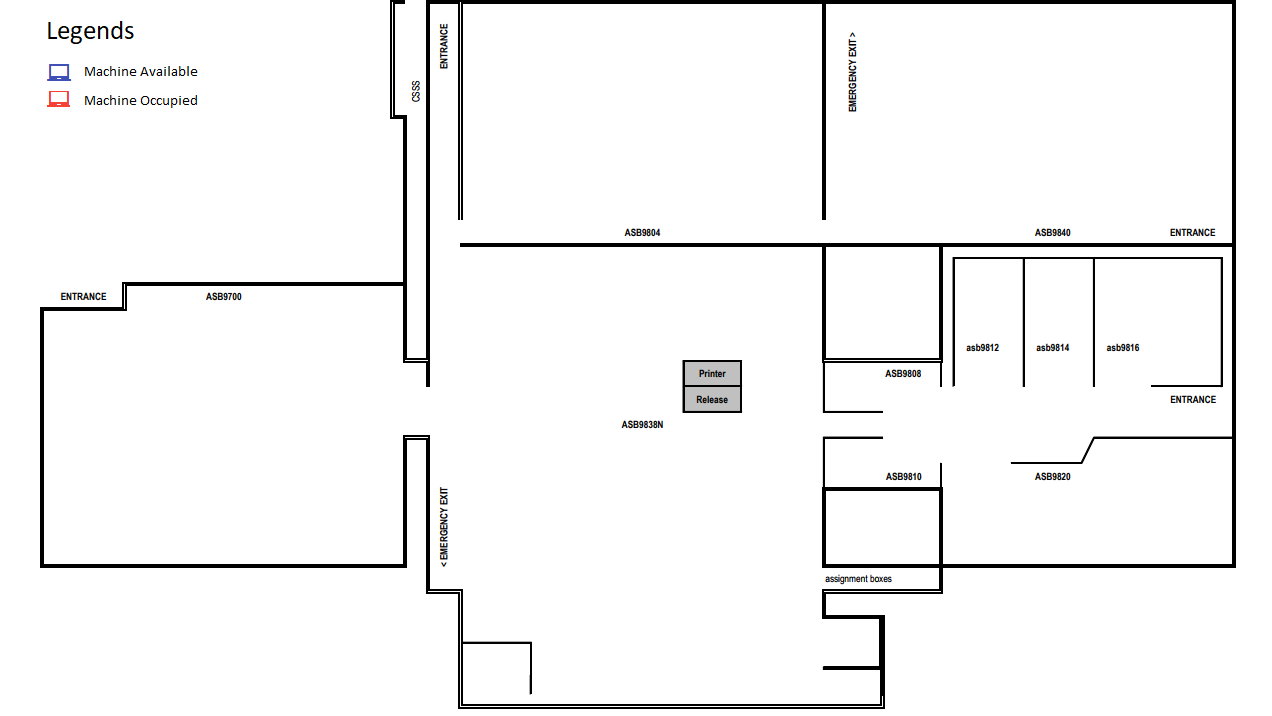 Legends
Machine Available
Machine Occupied
CSSS
ENTRANCE
EMERGENCY EXIT >
ASB9804
ASB9840
ENTRANCE
ENTRANCE
ASB9700
asb9812
asb9814
asb9816
Printer
ASB9808
Release
ENTRANCE
ASB9838N
ASB9810
ASB9820
< EMERGENCY EXIT
assignment boxes